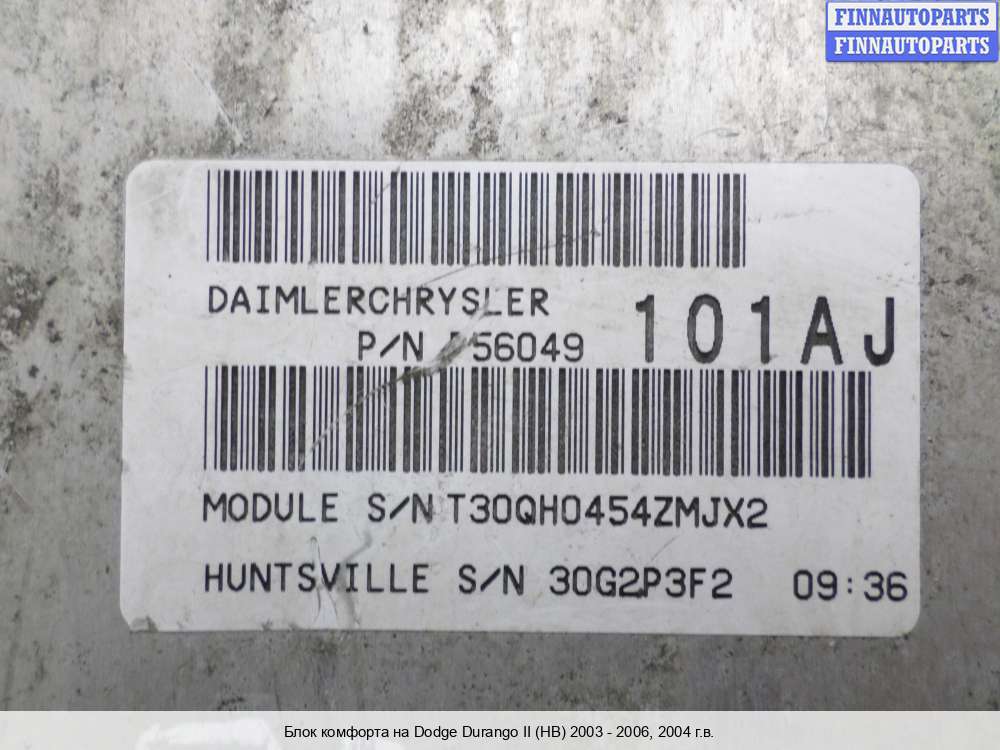 FINNAUTOPARTS
FINNAUTOPARTS
DAIMLERCHRYSLER
P/N 56049 101AJ
MODULE S/N T30QH0454ZMJX2
HUNTSVILLE S/N 30G2P3F2 09:36
Блок комфорта на Dodge Durango II (HB) 2003 - 2006, 2004 г.в.